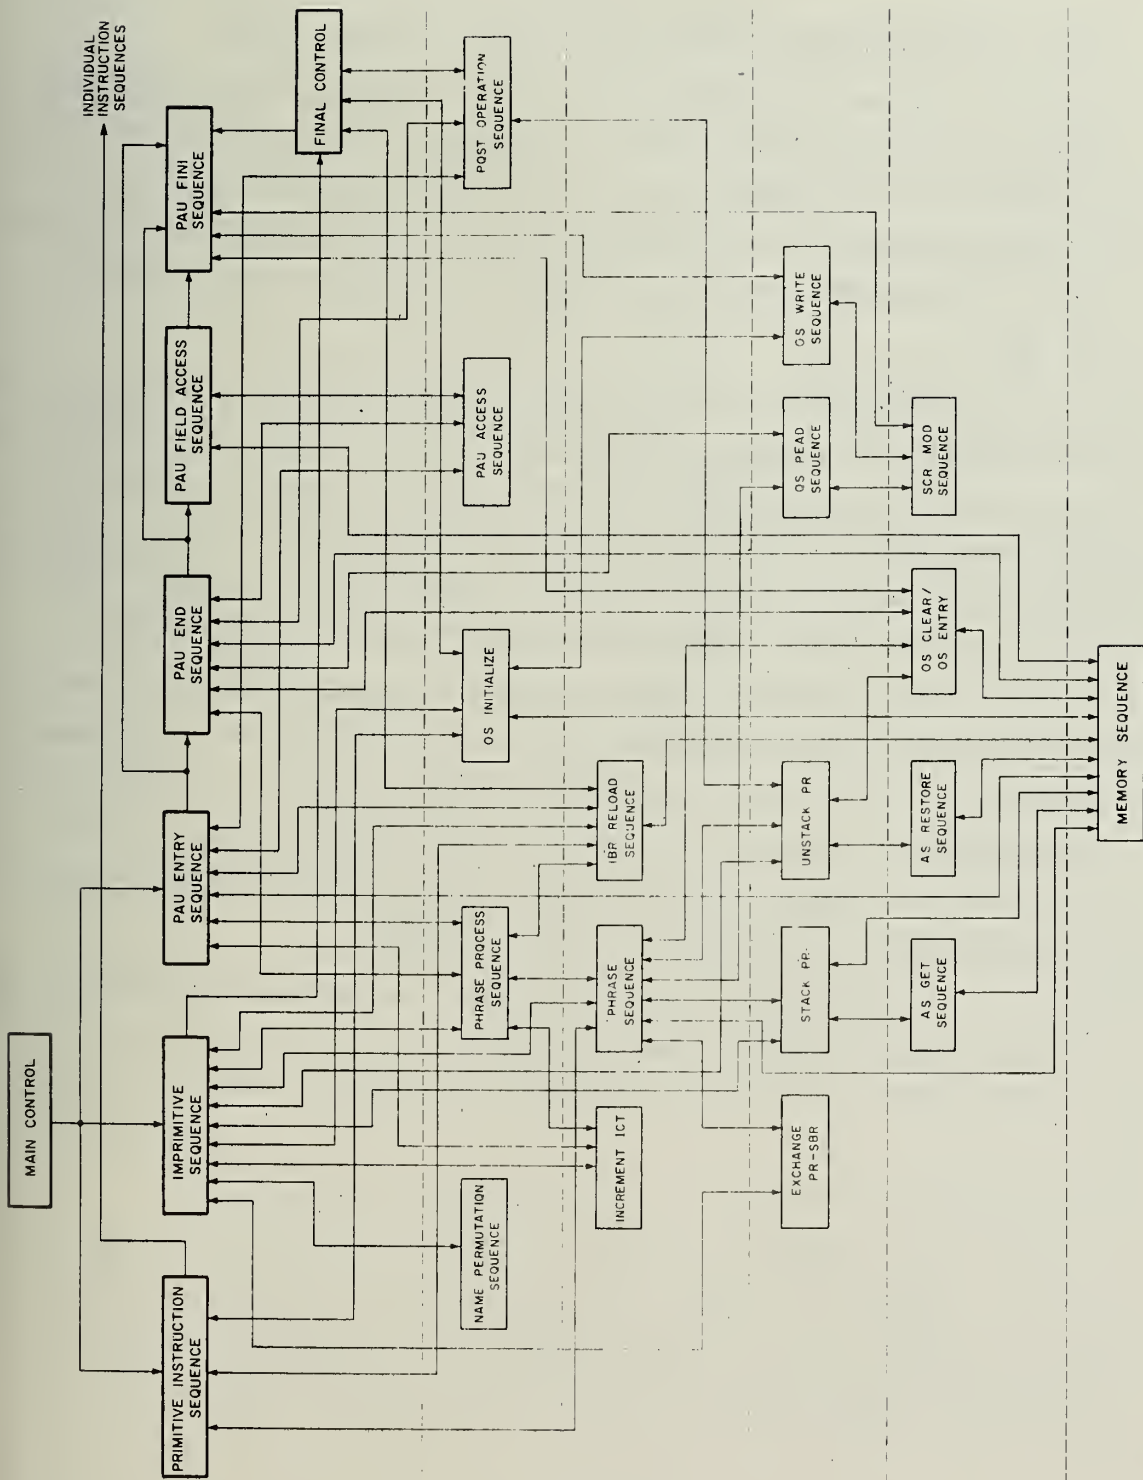 MAIN CONTROL
INDIVIDUAL
INSTRUCTION
SEQUENCES
PRIMITIVE INSTRUCTION
SEQUENCE
IMPRIMITIVE
SEQUENCE
PAU ENTRY
SEQUENCE
PAU END
SEQUENCE
PAU FIELD ACCESS
SEQUENCE
PAU FINI
SEQUENCE
FINAL CONTROL
NAME PERMUTATION
SEQUENCE
PHRASE PROCESS
SEQUENCE
OS INITIALIZE
PAU ACCESS
SEQUENCE
POST OPERATION
SEQUENCE
INCREMENT ICT
PHRASE
SEQUENCE
IBR RELOAD
SEQUENCE
EXCHANGE
PR-SBR
STACK PR
UNSTACK PR
OS READ
SEQUENCE
OS WRITE
SEQUENCE
AS GET
SEQUENCE
AS RESTORE
SEQUENCE
OS CLEAR/
OS ENTRY
SCR MOD
SEQUENCE
MEMORY SEQUENCE